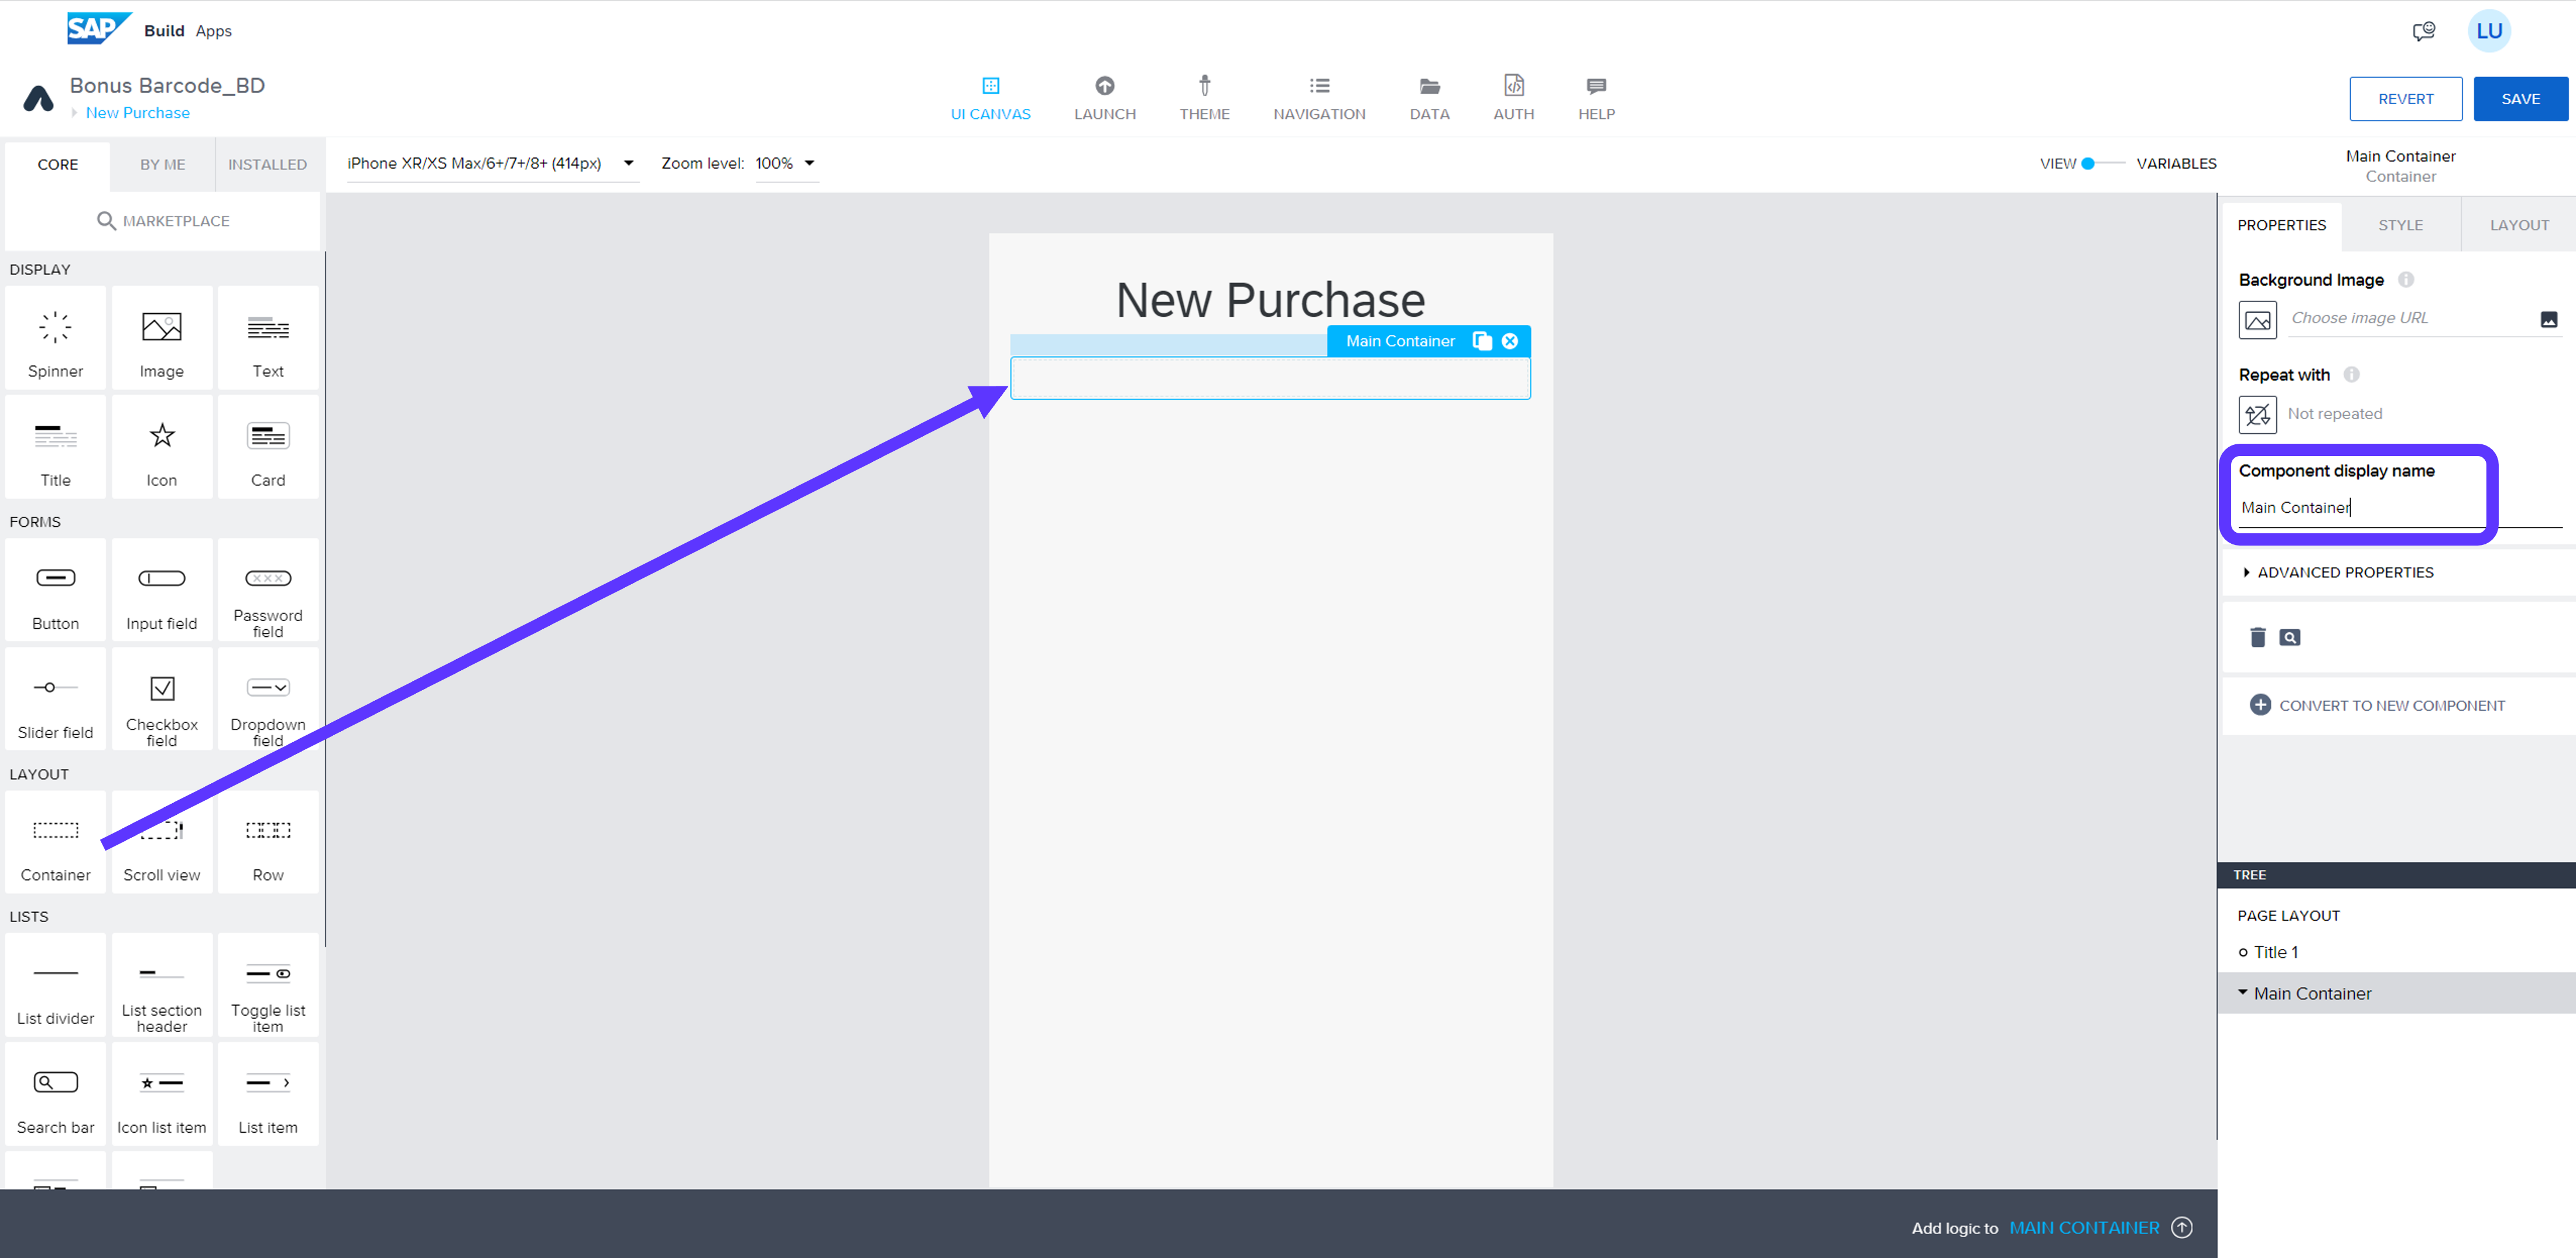 SAP Build Apps
LU
Bonus Barcode_BD
New Purchase
UI CANVAS
LAUNCH
THEME
NAVIGATION
DATA
AUTH
HELP
REVERT
SAVE
CORE
BY ME
INSTALLED
iPhone XR/XS Max/6+/7+/8+ (414px)
Zoom level: 100%
VIEW
VARIABLES
Main Container
Container
MARKETPLACE
PROPERTIES
STYLE
LAYOUT
DISPLAY
Spinner
Image
Text
Title
Icon
Card
FORMS
Button
Input field
Password
field
Slider field
Checkbox
field
Dropdown
field
LAYOUT
Container
Scroll view
Row
LISTS
List divider
List section
header
Toggle list
item
Search bar
Icon list item
List item
New Purchase
Main Container
Background Image
Choose image URL
Repeat with
Not repeated
Component display name
Main Container
ADVANCED PROPERTIES
CONVERT TO NEW COMPONENT
TREE
PAGE LAYOUT
Title 1
Main Container
Add logic to MAIN CONTAINER